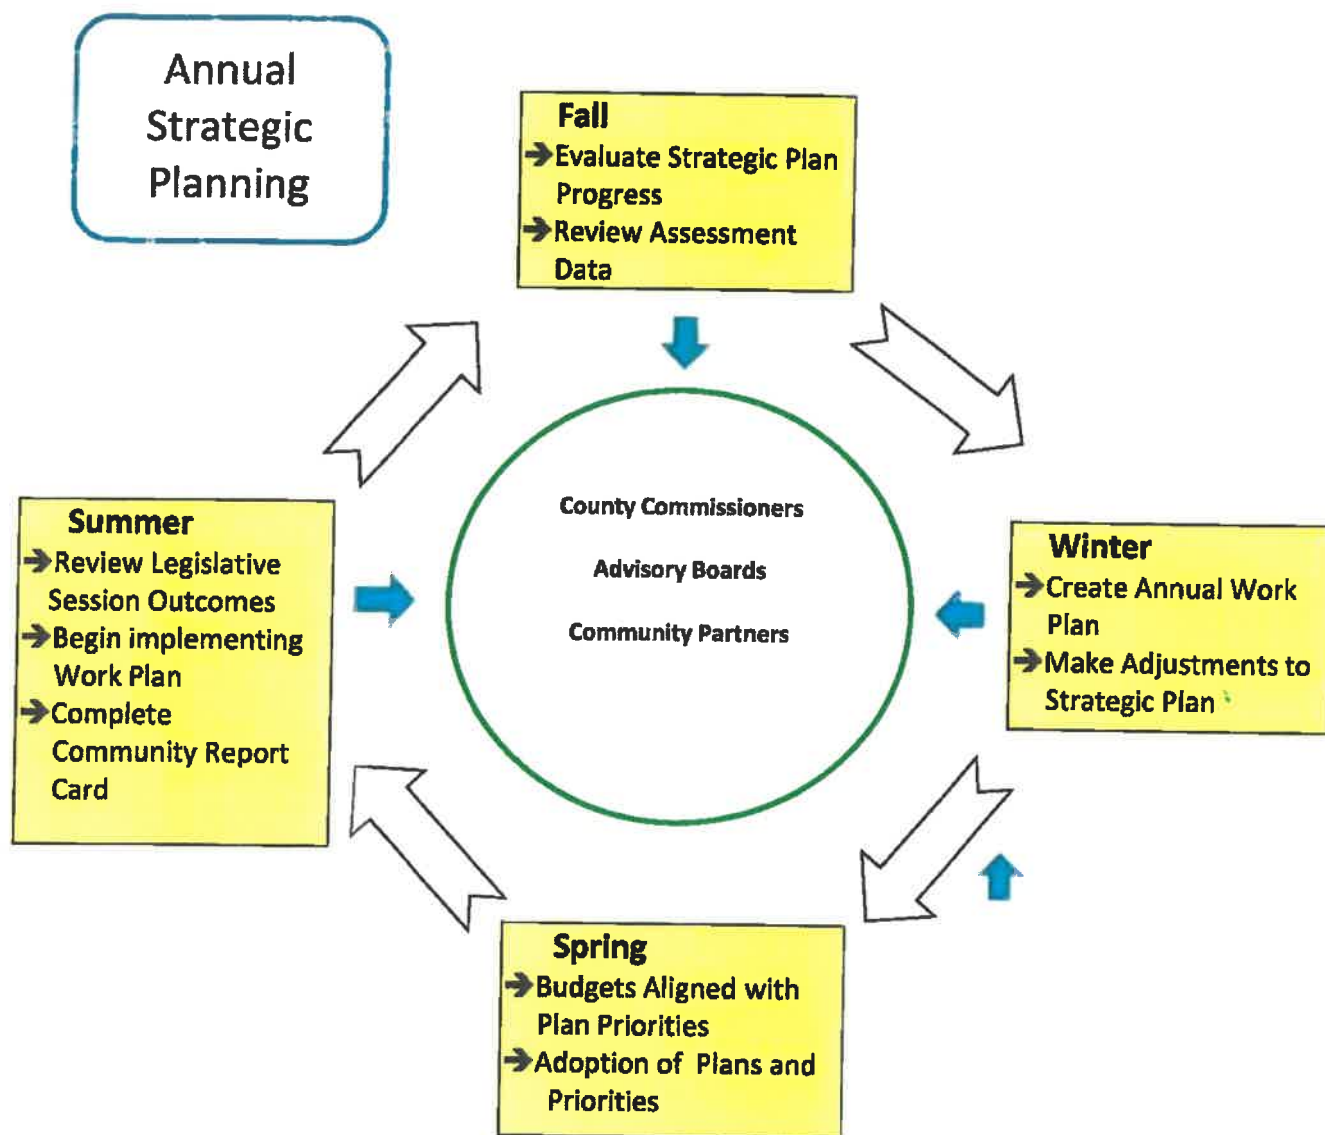 Annual
Strategic
Planning
Fall
Evaluate Strategic Plan
Progress
Review Assessment
Data
County Commissioners
Advisory Boards
Community Partners
Summer
Review Legislative
Session Outcomes
Begin implementing
Work Plan
Complete
Community Report
Card
Winter
Create Annual Work
Plan
Make Adjustments to
Strategic Plan
Spring
Budgets Aligned with
Plan Priorities
Adoption of Plans and
Priorities